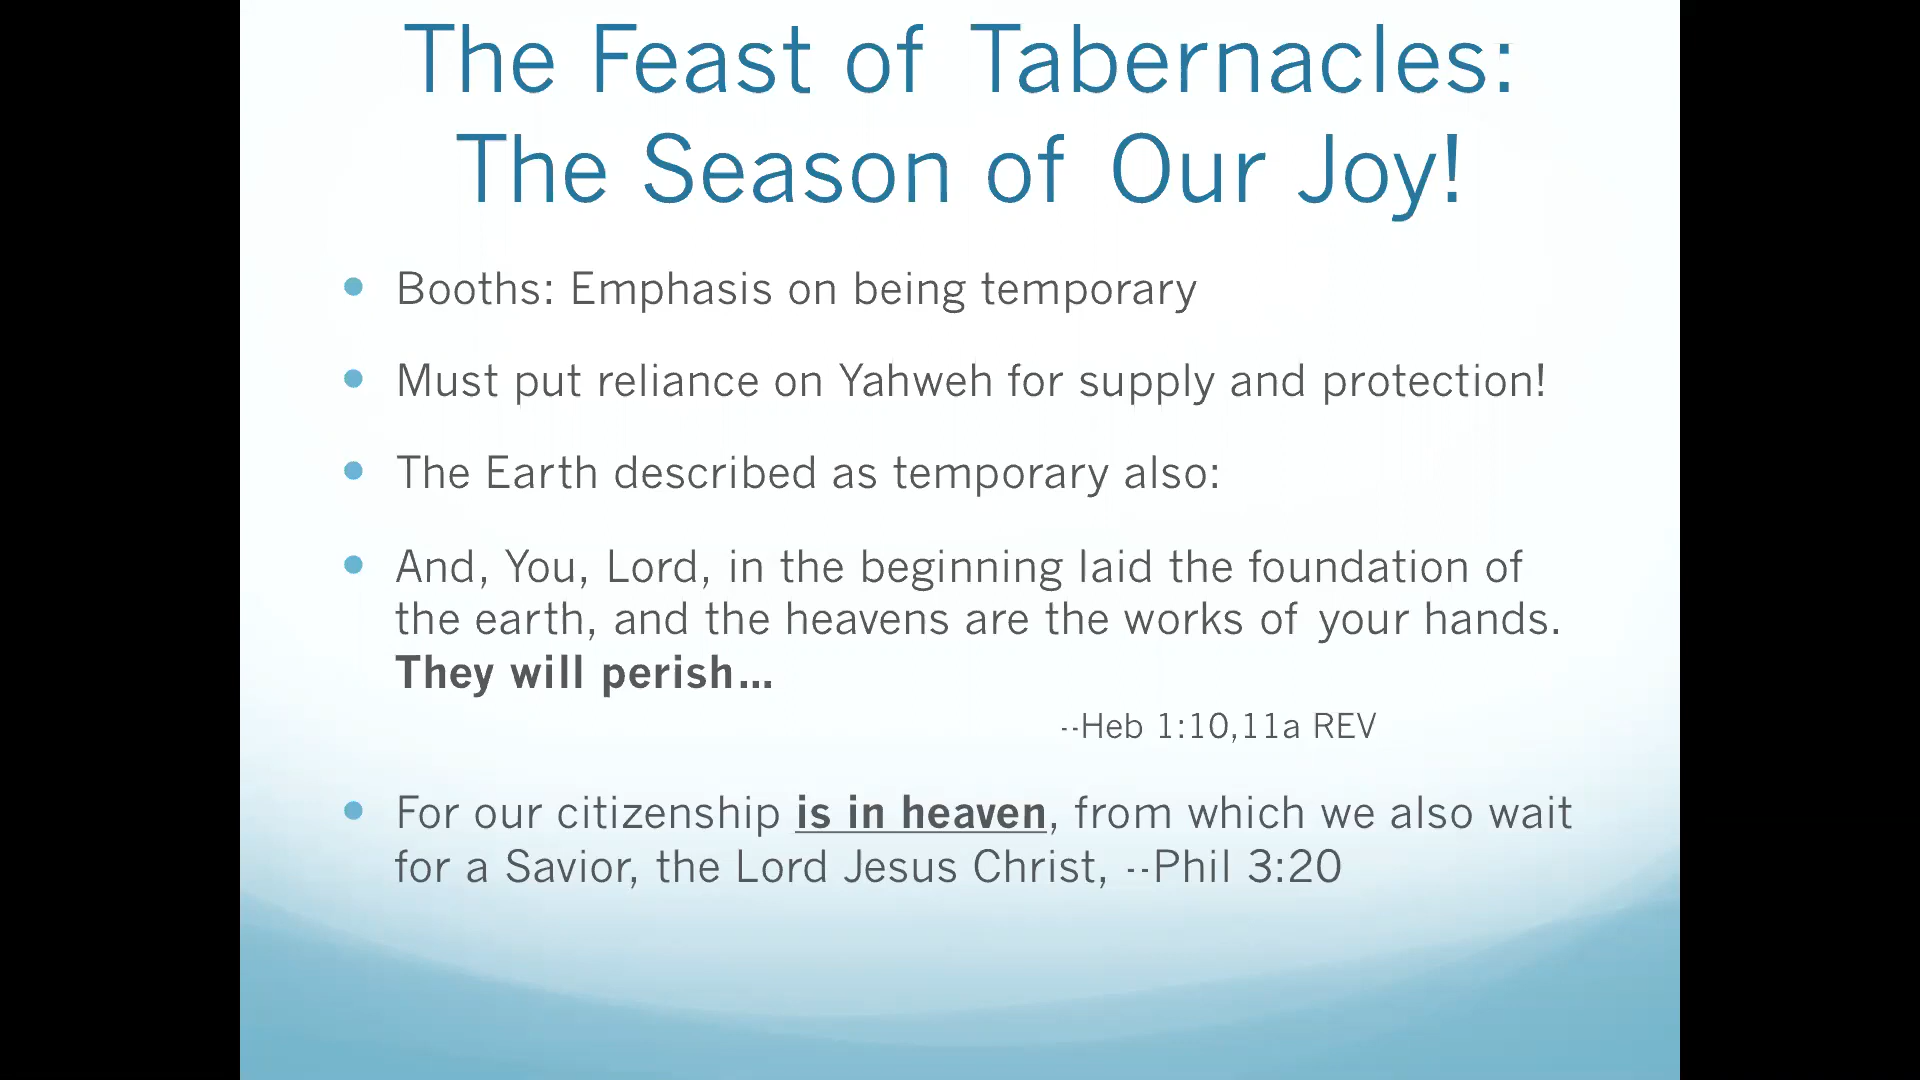 The Feast of Tabernacles:
The Season of Our Joy!
• Booths: Emphasis on being temporary
• Must put reliance on Yahweh for supply and protection!
• The Earth described as temporary also:
• And, You, Lord, in the beginning laid the foundation of
the earth, and the heavens are the works of your hands.
They will perish...
--Heb 1:10,11a REV
• For our citizenship is in heaven, from which we also wait
for a Savior, the Lord Jesus Christ, --Phil 3:20